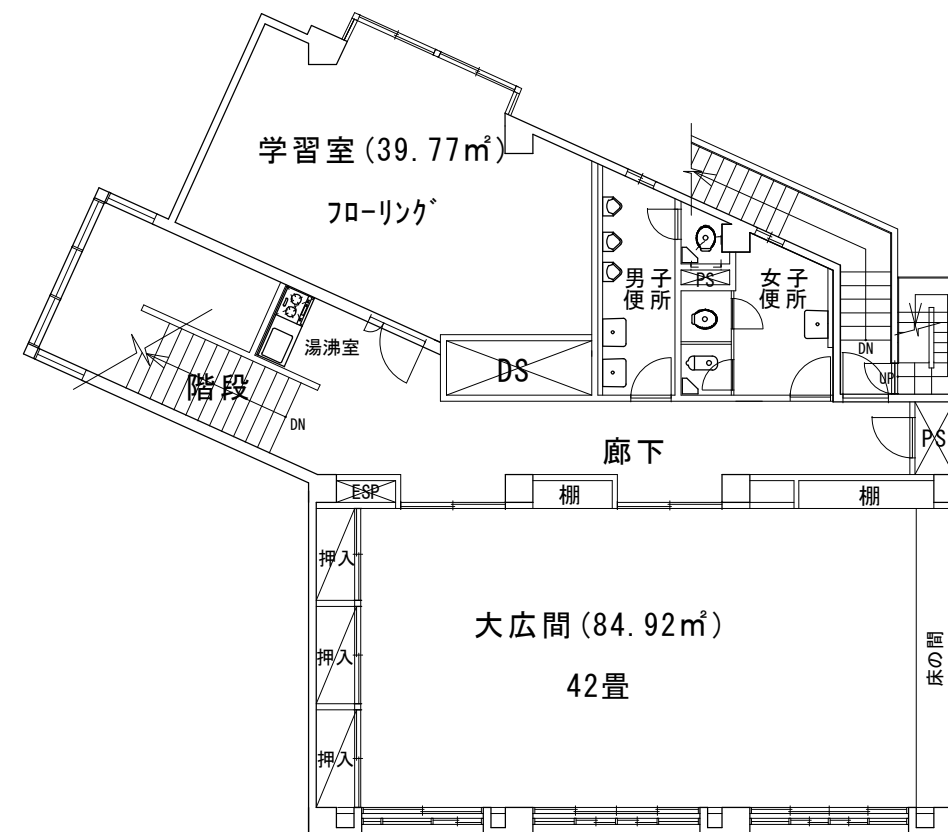 学習室(39.77㎡)
フローリング
男子
便所
PS
女子
便所
湯沸室
DS
階段
DN
DN
UP
廊下
PS
ESP
棚
棚
押入
押入
押入
大広間(84.92㎡)
42畳
床の間